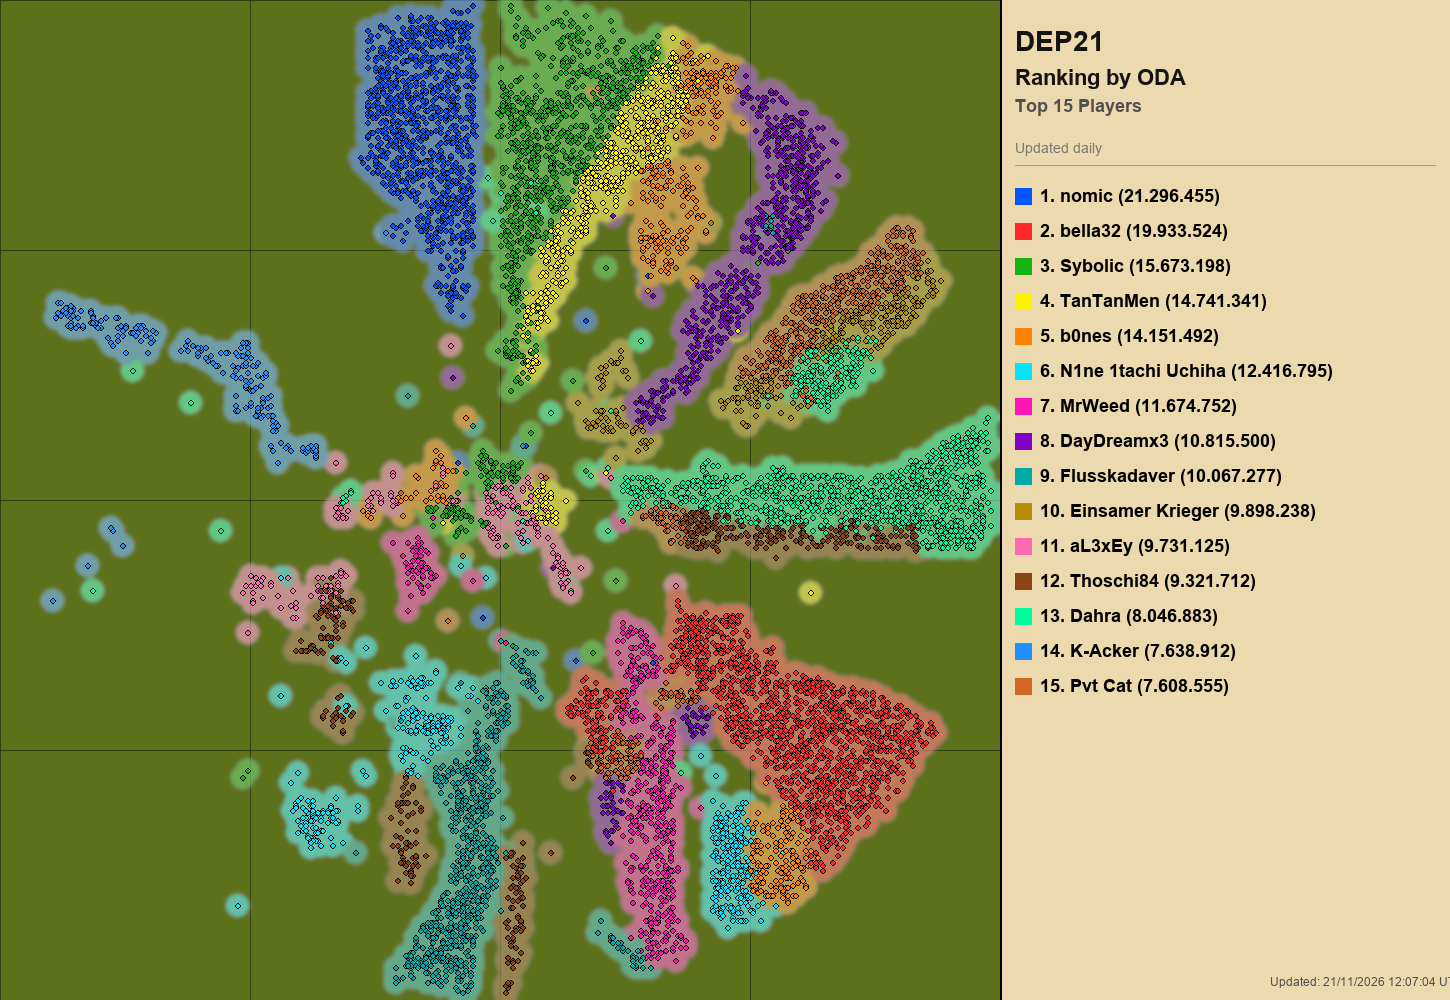 DEP21
Ranking by ODA
Top 15 Players
Updated daily
1. nomic (21.296.455)
2. bella32 (19.933.524)
3. Sybolic (15.673.198)
4. TanTanMen (14.741.341)
5. b0nes (14.151.492)
6. N1ne 1tachi Uchiha (12.416.795)
7. MrWeed (11.674.752)
8. DayDreamx3 (10.815.500)
9. Flusskadaver (10.067.277)
10. Einsamer Krieger (9.898.238)
11. aL3xEy (9.731.125)
12. Thoschi84 (9.321.712)
13. Dahra (8.046.883)
14. K-Acker (7.638.912)
15. Pvt Cat (7.608.555)
Updated: 21/11/2026 12:07:04 U